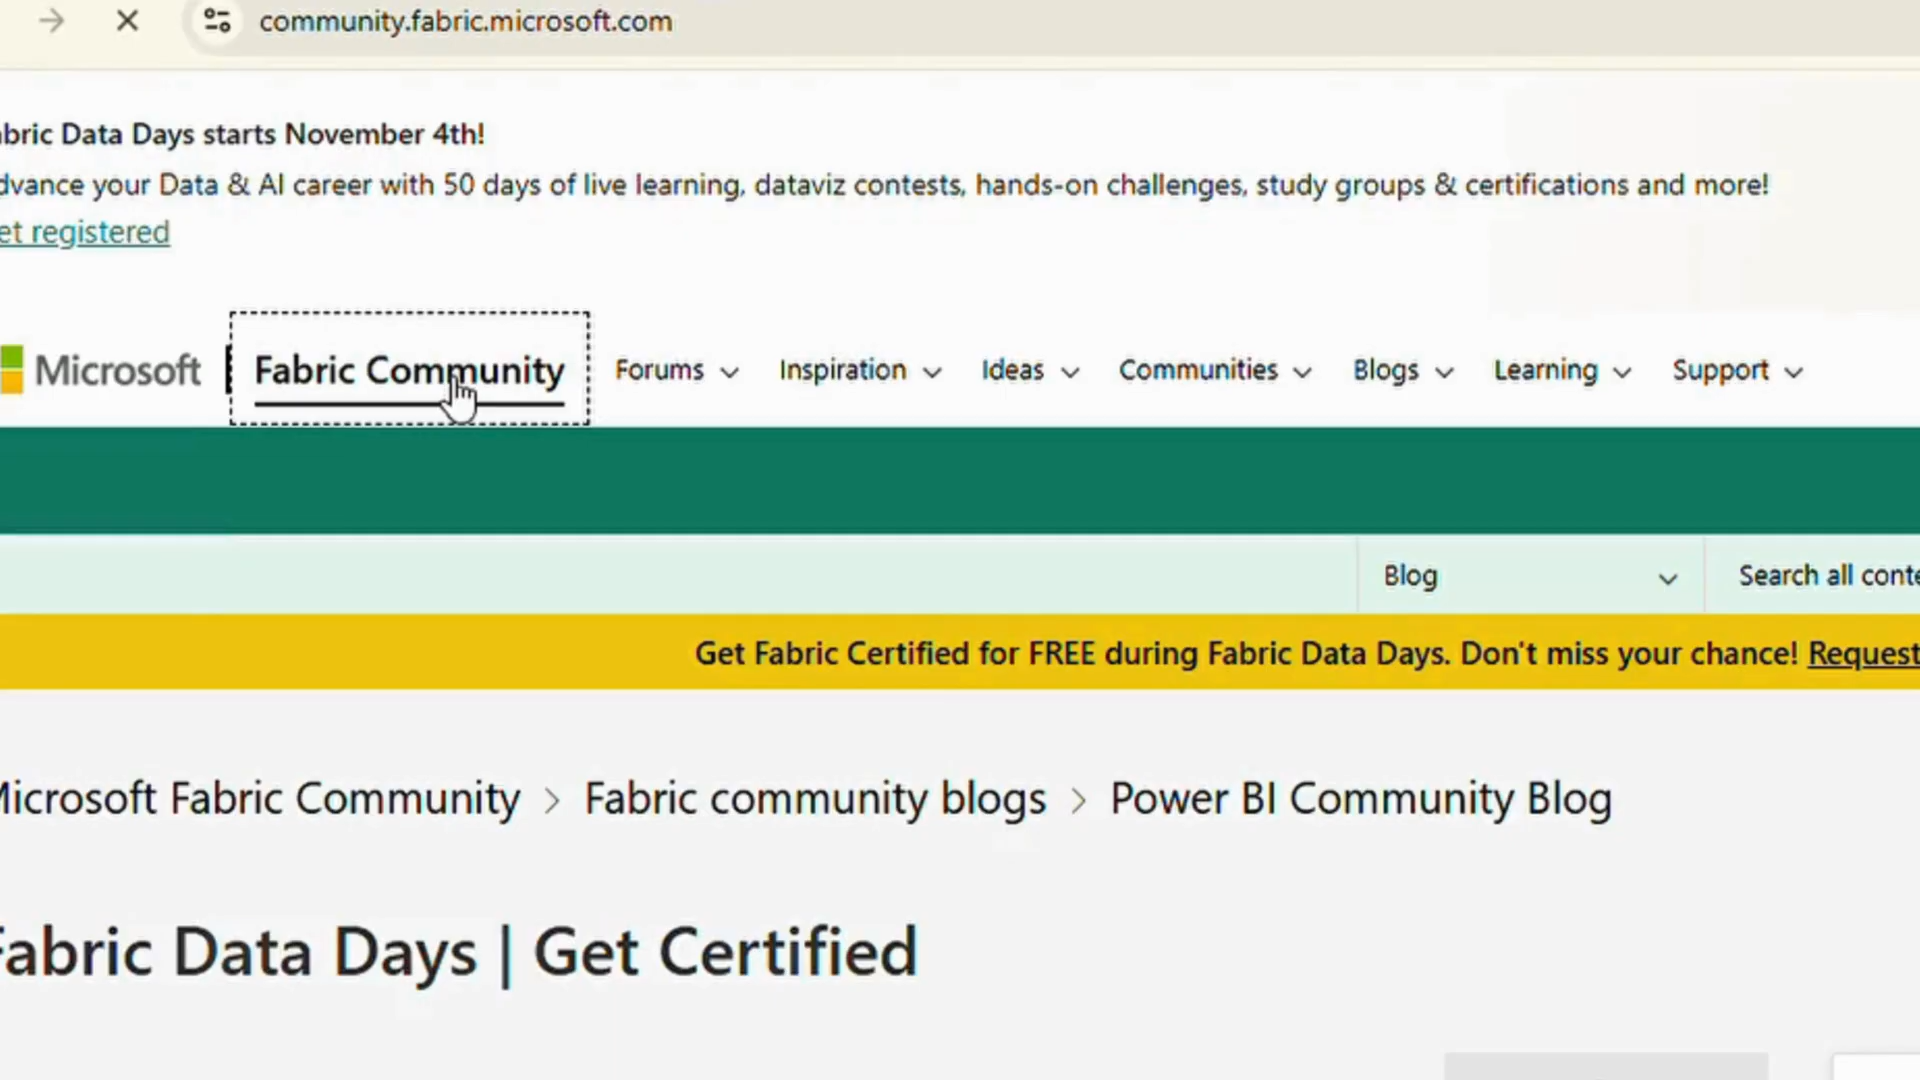 community.fabric.microsoft.com
bric Data Days starts November 4th!
dvance your Data & AI career with 50 days of live learning, dataviz contests, hands-on challenges, study groups & certifications and more!
et registered
Microsoft Fabric Community Forums Inspiration Ideas Communities Blogs Learning Support
Blog Search all conte
Get Fabric Certified for FREE during Fabric Data Days. Don't miss your chance! Request
Microsoft Fabric Community > Fabric community blogs > Power BI Community Blog
Fabric Data Days | Get Certified